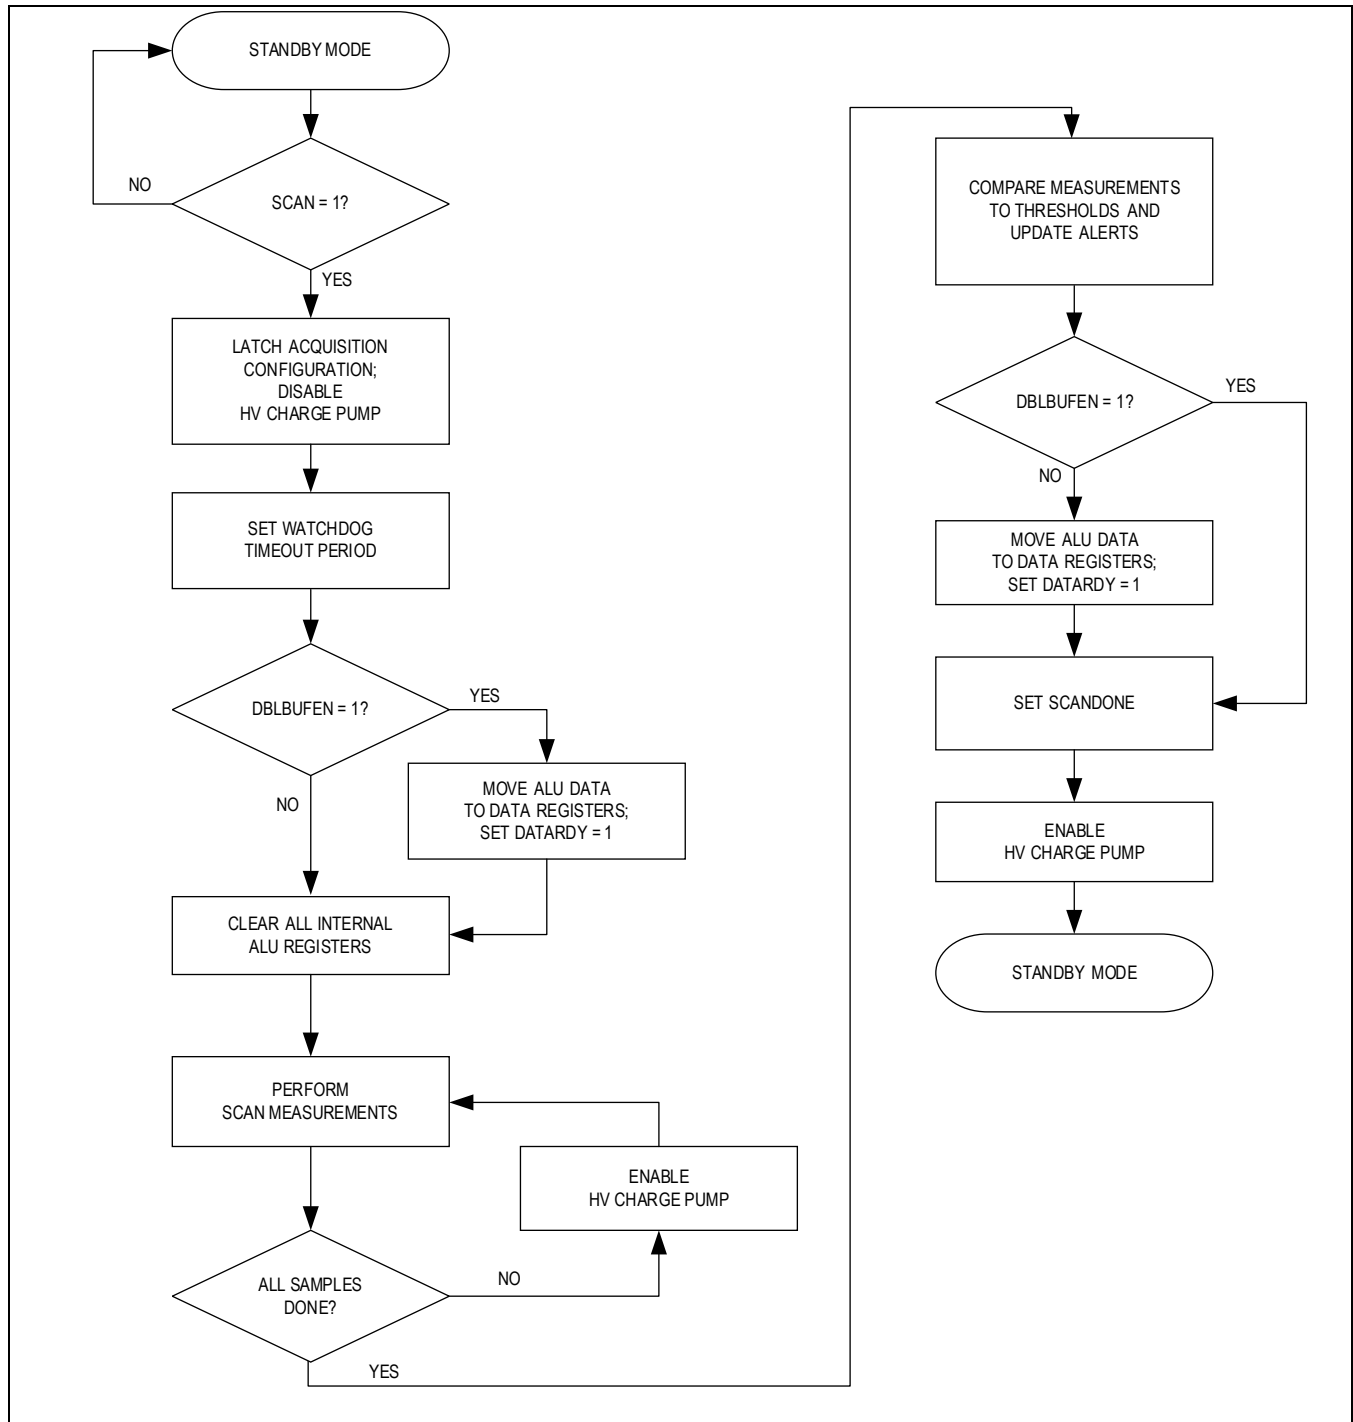 STANDBY MODE
SCAN = 1?
NO
YES
LATCH ACQUISITION
CONFIGURATION;
DISABLE
HV CHARGE PUMP
SET WATCHDOG
TIMEOUT PERIOD
DBLBUFEN = 1?
YES
NO
MOVE ALU DATA
TO DATA REGISTERS;
SET DATARDY = 1
CLEAR ALL INTERNAL
ALU REGISTERS
PERFORM
SCAN MEASUREMENTS
ENABLE
HV CHARGE PUMP
ALL SAMPLES
DONE?
NO
YES
COMPARE MEASUREMENTS
TO THRESHOLDS AND
UPDATE ALERTS
DBLBUFEN = 1?
YES
NO
MOVE ALU DATA
TO DATA REGISTERS;
SET DATARDY = 1
SET SCANDONE
ENABLE
HV CHARGE PUMP
STANDBY MODE